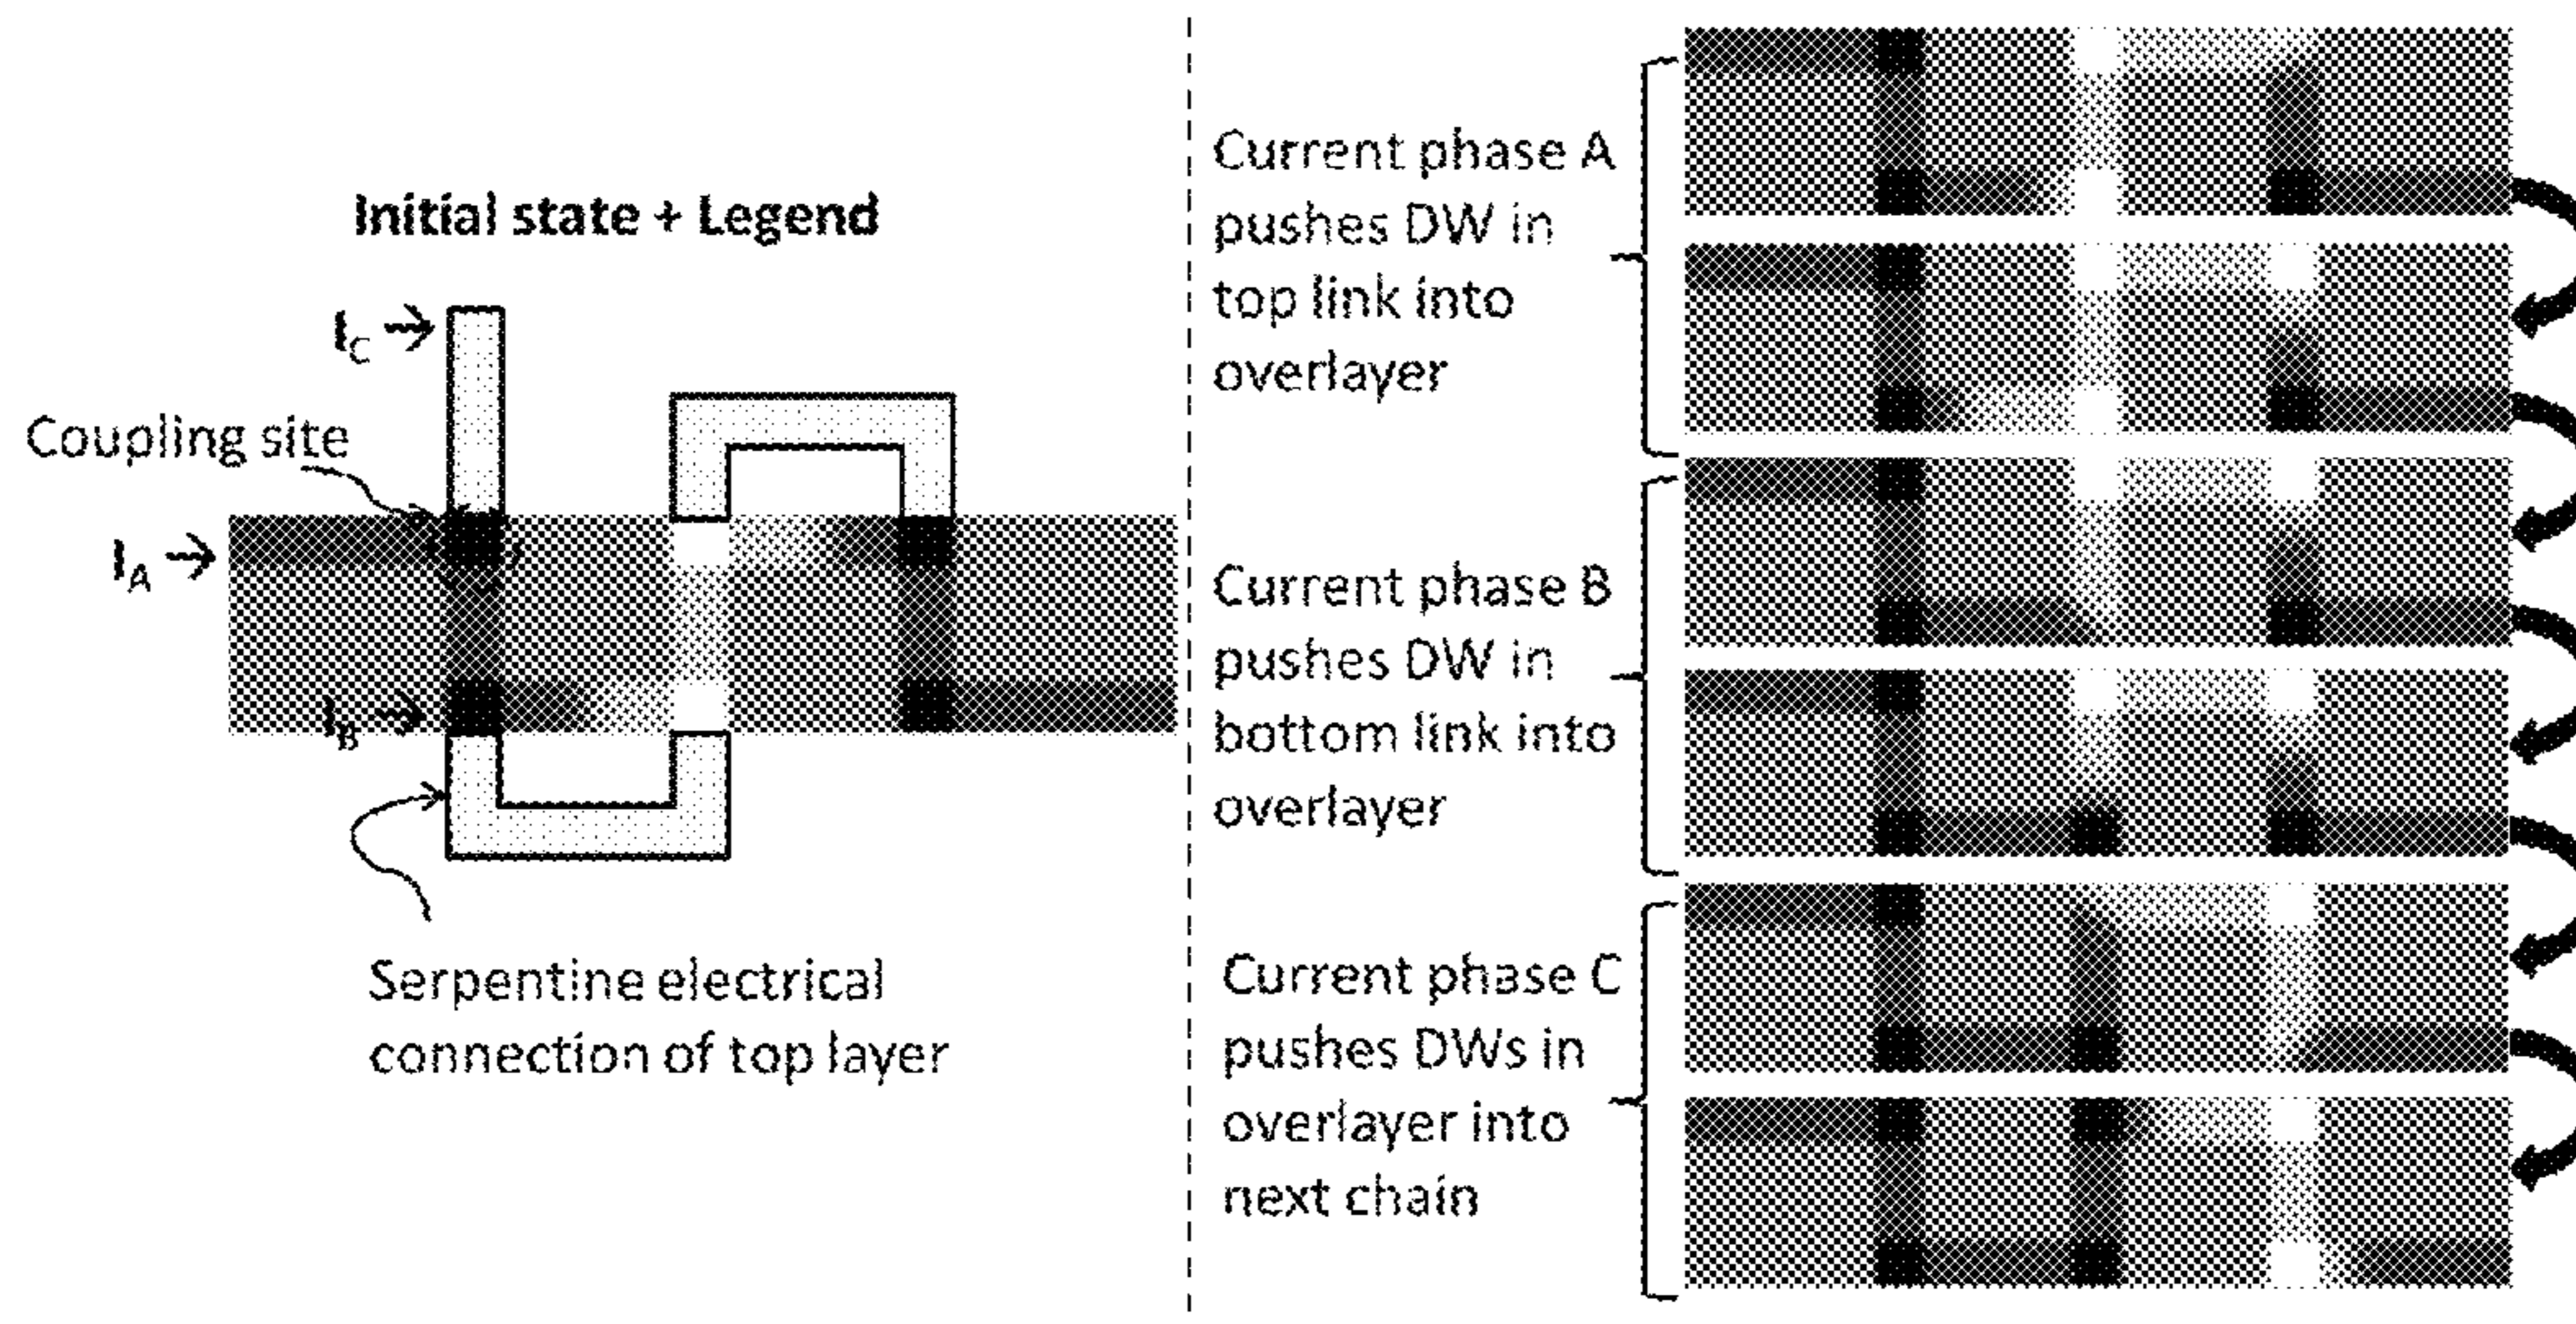 Initial state + Legend
I_C
Coupling site
I_A
I_B
Serpentine electrical
connection of top layer
Current phase A
pushes DW in
top link into
overlayer
Current phase B
pushes DW in
bottom link into
overlayer
Current phase C
pushes DWs in
overlayer into
next chain